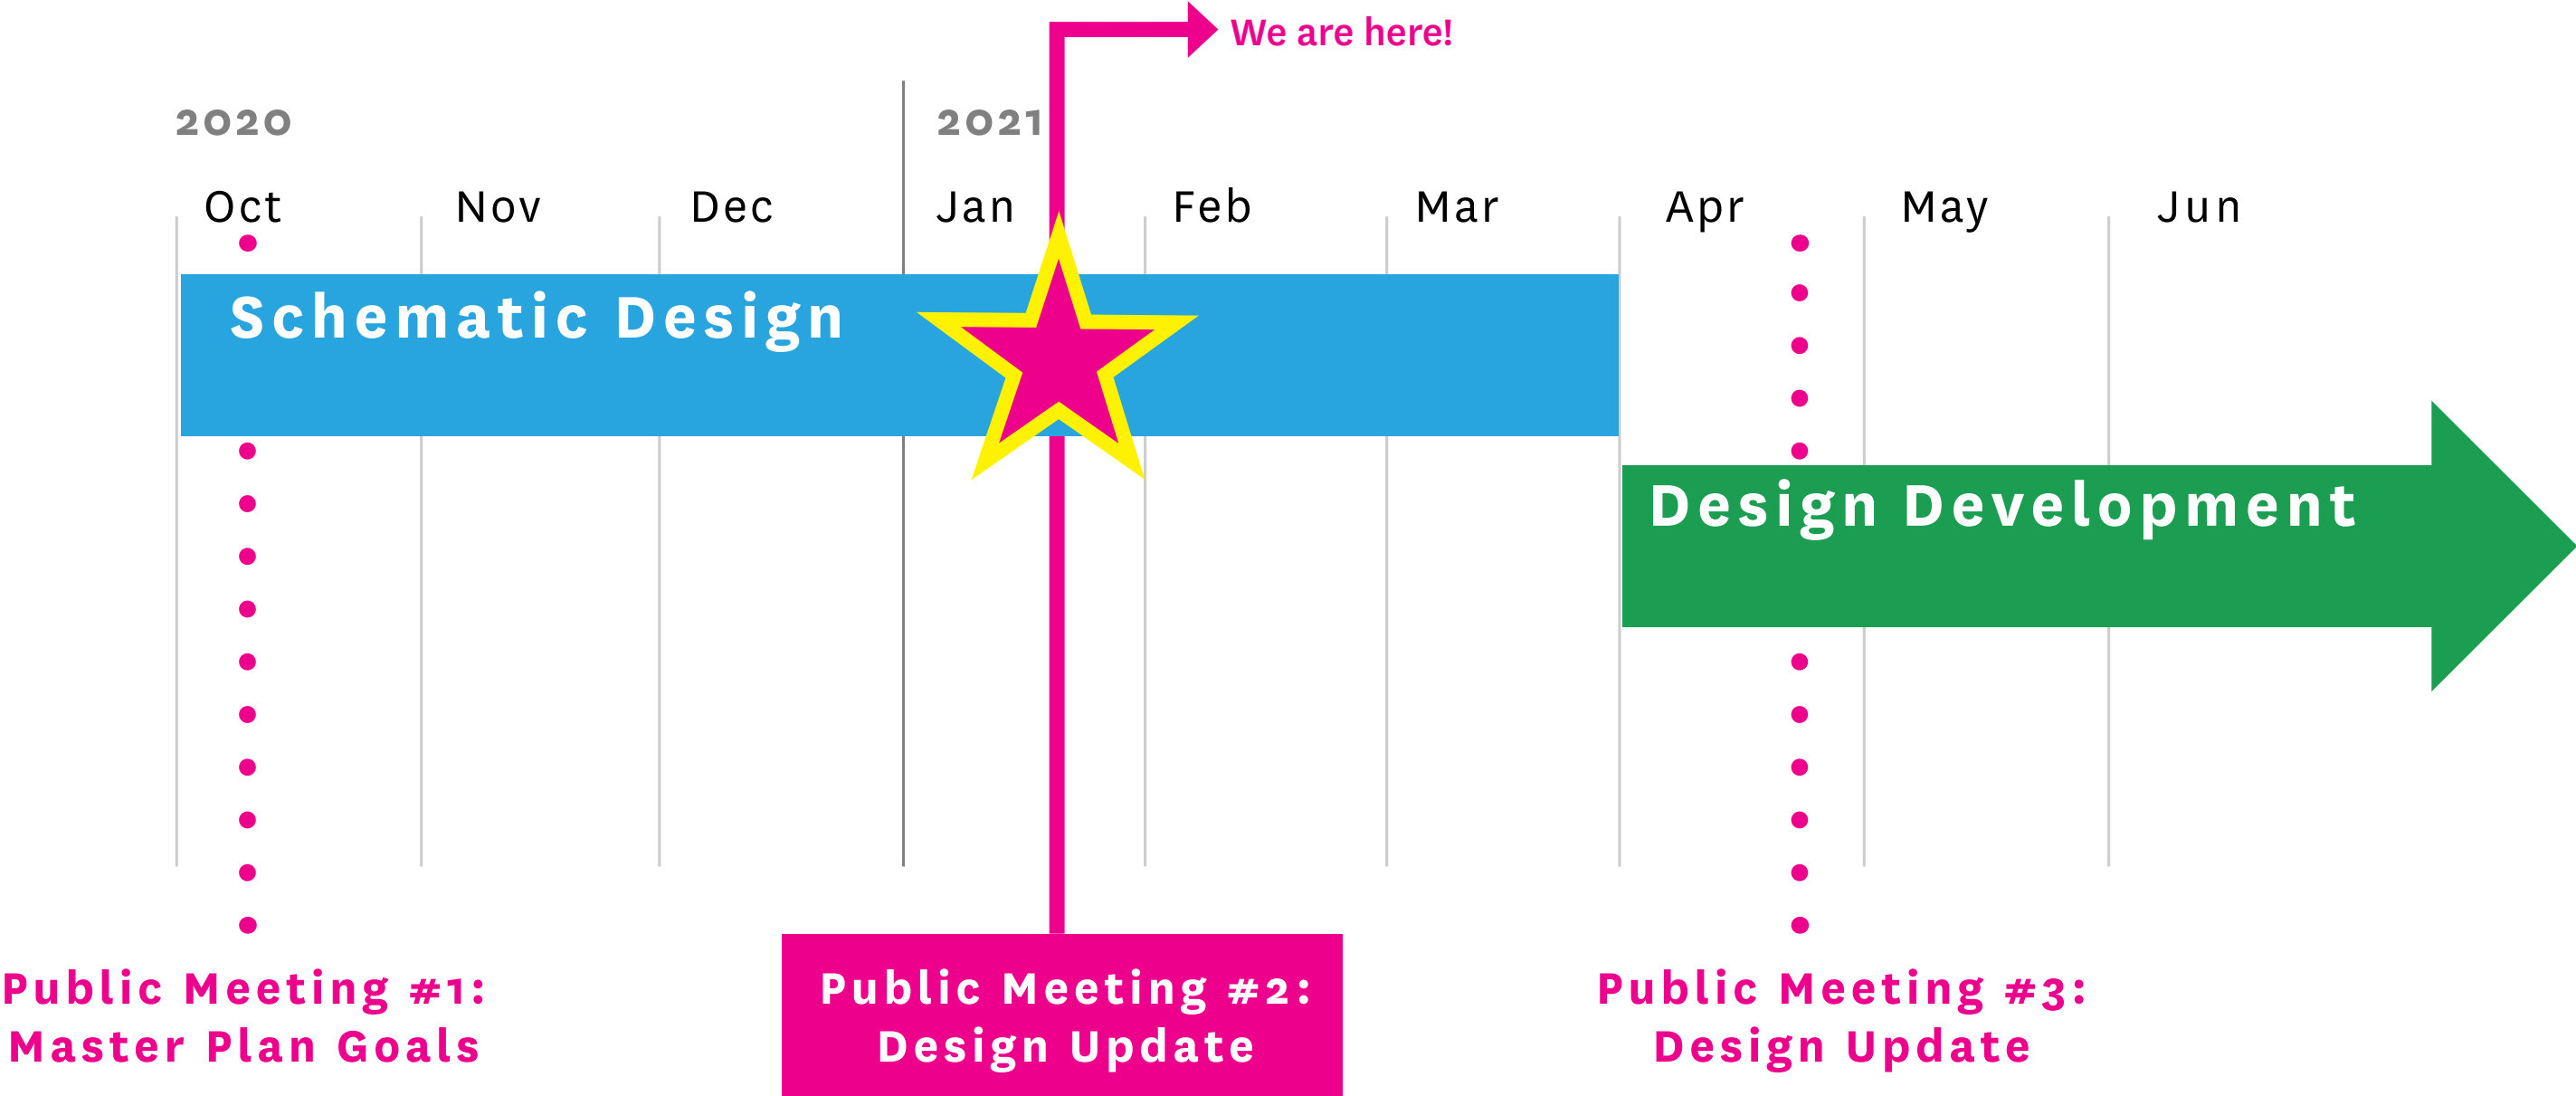 We are here!
2020
2021
Oct
Nov
Dec
Jan
Feb
Mar
Apr
May
Jun
Schematic Design
Design Development
Public Meeting #1:
Master Plan Goals
Public Meeting #2:
Design Update
Public Meeting #3:
Design Update